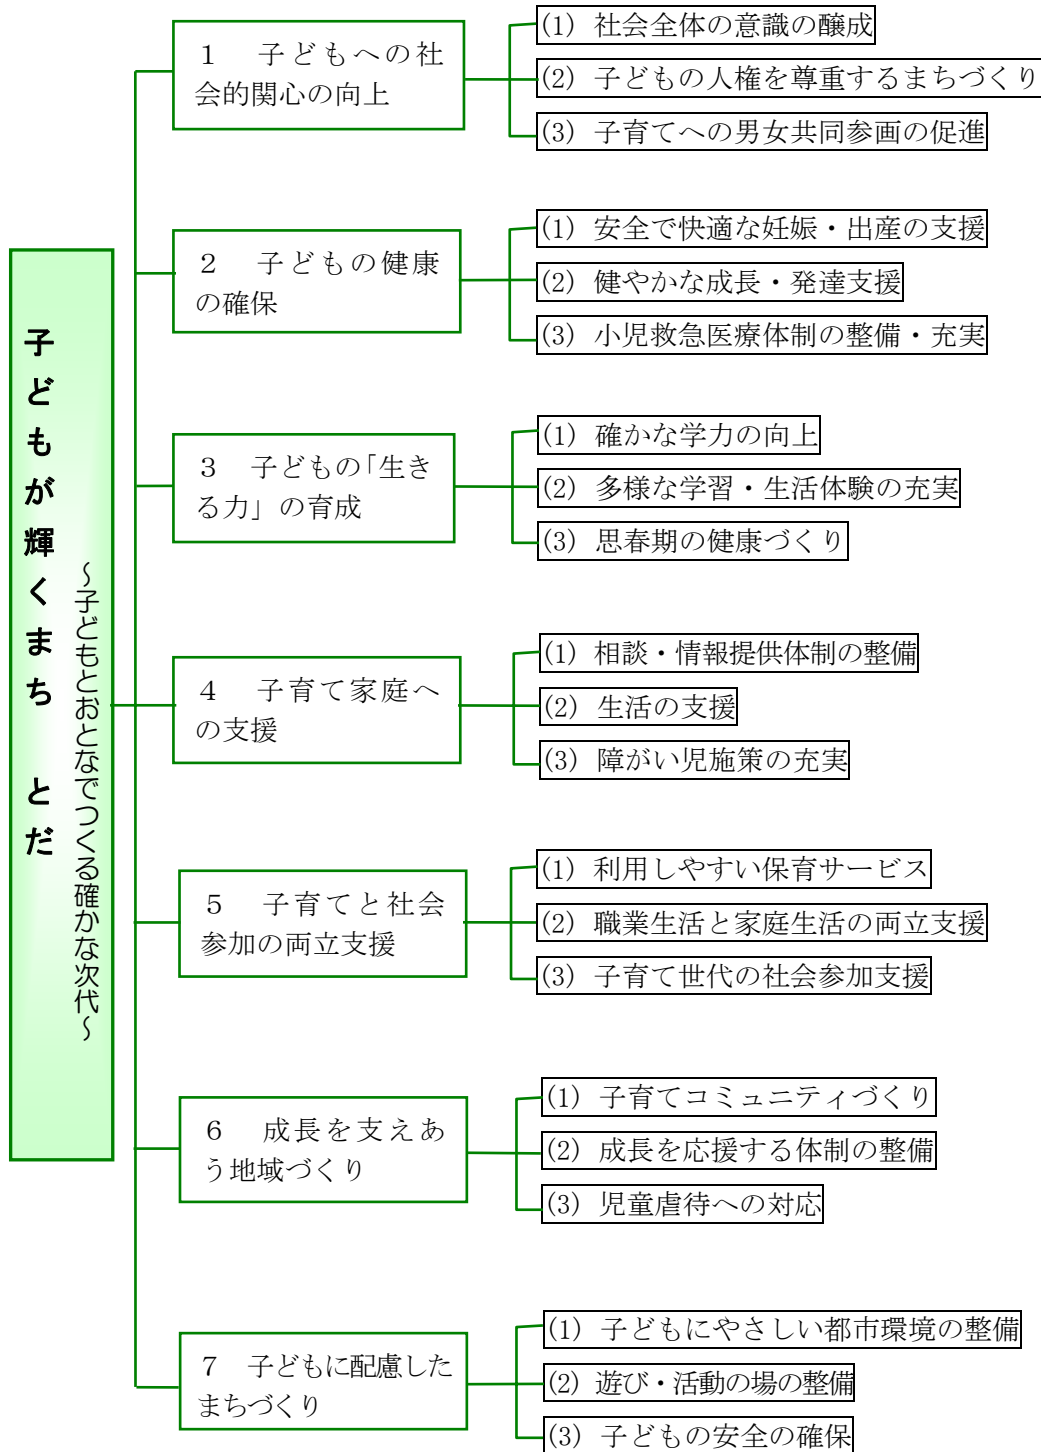 子どもが輝くまち　とだ
～子どもとおとなでつくる確かな次代～
１　子どもへの社
会的関心の向上
(1) 社会全体の意識の醸成
(2) 子どもの人権を尊重するまちづくり
(3) 子育てへの男女共同参画の促進
２　子どもの健康
の確保
(1) 安全で快適な妊娠・出産の支援
(2) 健やかな成長・発達支援
(3) 小児救急医療体制の整備・充実
３　子どもの「生き
る力」の育成
(1) 確かな学力の向上
(2) 多様な学習・生活体験の充実
(3) 思春期の健康づくり
４　子育て家庭へ
の支援
(1) 相談・情報提供体制の整備
(2) 生活の支援
(3) 障がい児施策の充実
５　子育てと社会
参加の両立支援
(1) 利用しやすい保育サービス
(2) 職業生活と家庭生活の両立支援
(3) 子育て世代の社会参加支援
６　成長を支えあ
う地域づくり
(1) 子育てコミュニティづくり
(2) 成長を応援する体制の整備
(3) 児童虐待への対応
７　子どもに配慮した
まちづくり
(1) 子どもにやさしい都市環境の整備
(2) 遊び・活動の場の整備
(3) 子どもの安全の確保